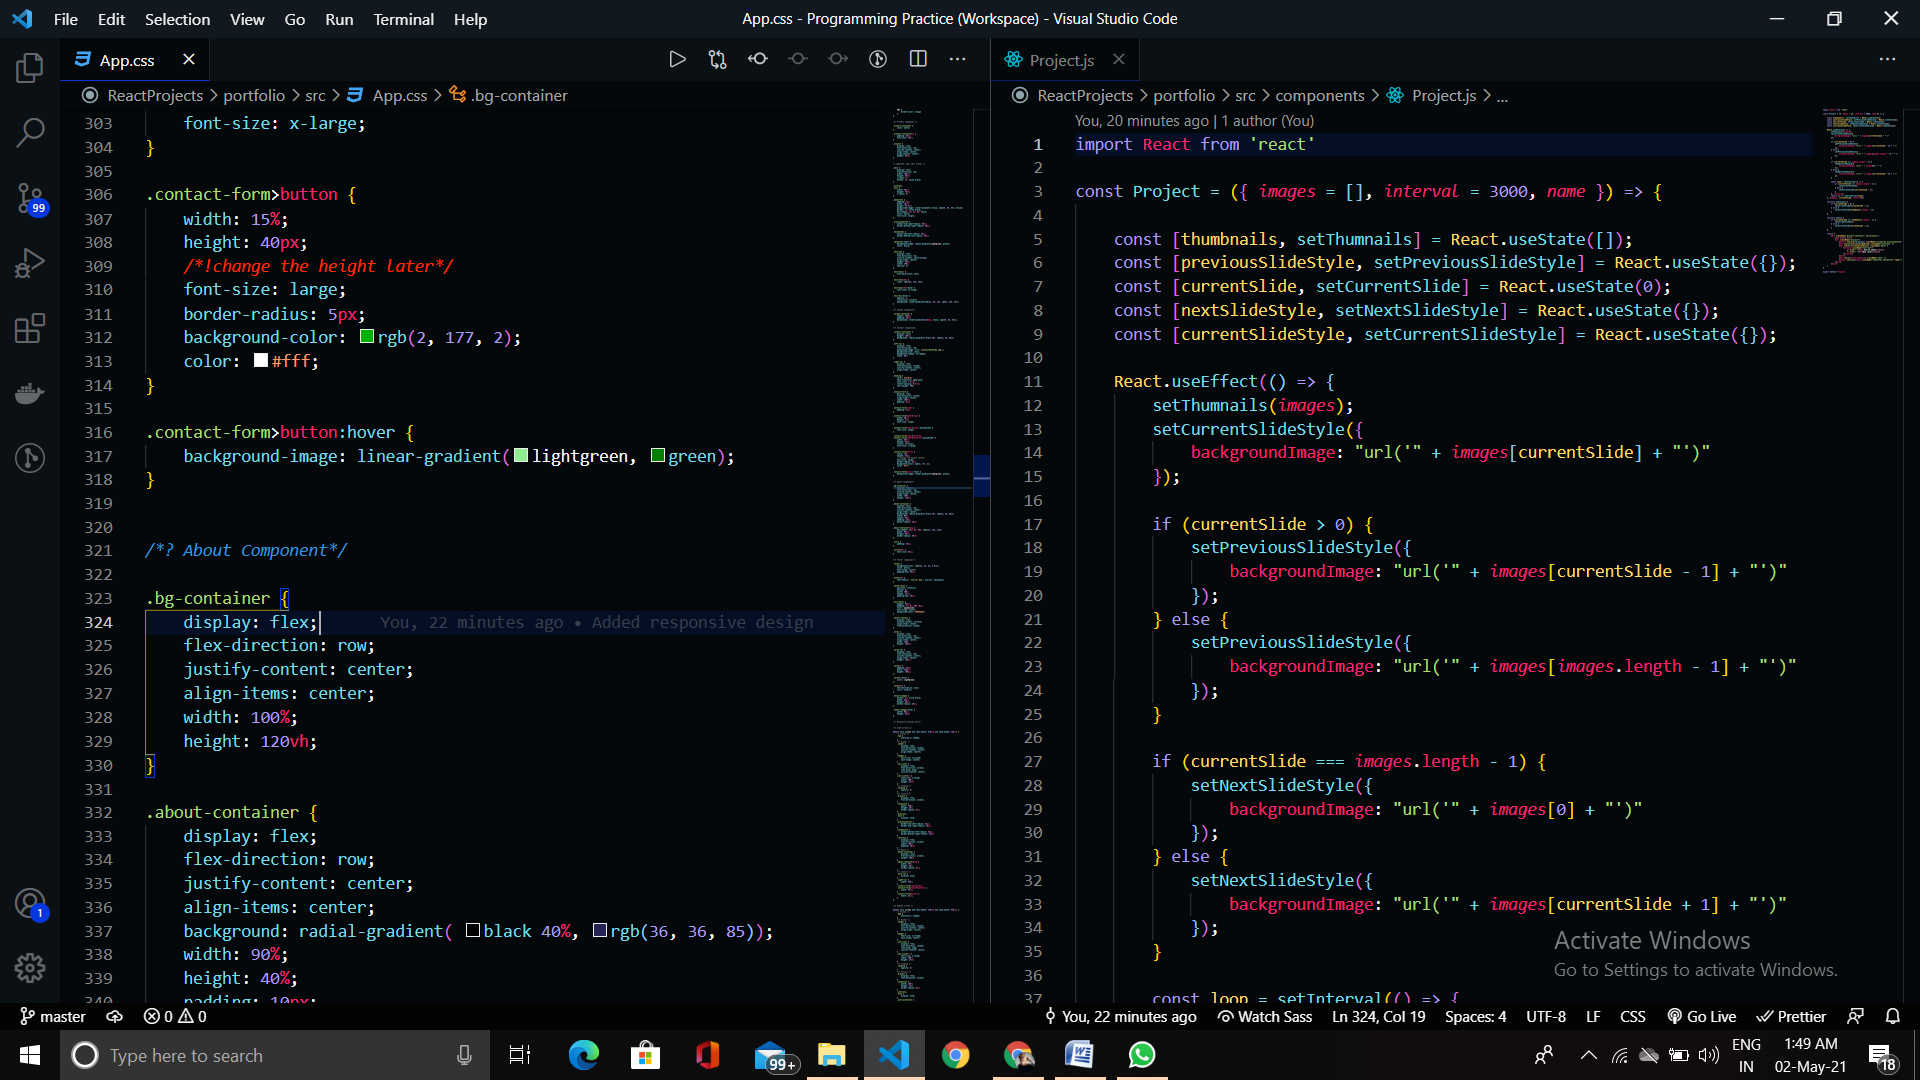 File Edit Selection View Go Run Terminal Help
App.css - Programming Practice (Workspace) - Visual Studio Code
App.css
ReactProjects > portfolio > src > App.css > .bg-container
303 font-size: x-large;
304 }
305
306 .contact-form>button {
307 width: 15%;
308 height: 40px;
309 /*!change the height later*/
310 font-size: large;
311 border-radius: 5px;
312 background-color: rgb(2, 177, 2);
313 color: #fff;
314 }
315
316 .contact-form>button:hover {
317 background-image: linear-gradient(lightgreen, green);
318 }
319
320
321 /*? About Component*/
322
323 .bg-container {
324 display: flex; You, 22 minutes ago • Added responsive design
325 flex-direction: row;
326 justify-content: center;
327 align-items: center;
328 width: 100%;
329 height: 120vh;
330 }
331
332 .about-container {
333 display: flex;
334 flex-direction: row;
335 justify-content: center;
336 align-items: center;
337 background: radial-gradient( black 40%, rgb(36, 36, 85));
338 width: 90%;
339 height: 40%;
340 padding: 10px;
Project.js
ReactProjects > portfolio > src > components > Project.js > ...
You, 20 minutes ago | 1 author (You)
1 import React from 'react'
2
3 const Project = ({ images = [], interval = 3000, name }) => {
4
5 const [thumbnails, setThumnails] = React.useState([]);
6 const [previousSlideStyle, setPreviousSlideStyle] = React.useState({});
7 const [currentSlide, setCurrentSlide] = React.useState(0);
8 const [nextSlideStyle, setNextSlideStyle] = React.useState({});
9 const [currentSlideStyle, setCurrentSlideStyle] = React.useState({});
10
11 React.useEffect(() => {
12 setThumnails(images);
13 setCurrentSlideStyle({
14 backgroundImage: "url('" + images[currentSlide] + "')"
15 });
16
17 if (currentSlide > 0) {
18 setPreviousSlideStyle({
19 backgroundImage: "url('" + images[currentSlide - 1] + "')"
20 });
21 } else {
22 setPreviousSlideStyle({
23 backgroundImage: "url('" + images[images.length - 1] + "')"
24 });
25 }
26
27 if (currentSlide === images.length - 1) {
28 setNextSlideStyle({
29 backgroundImage: "url('" + images[0] + "')"
30 });
31 } else {
32 setNextSlideStyle({
33 backgroundImage: "url('" + images[currentSlide + 1] + "')"
34 });
35 }
36
37 const loop = setInterval(() => {
Activate Windows
Go to Settings to activate Windows.
99
1
master 0 0 You, 22 minutes ago Watch Sass Ln 324, Col 19 Spaces: 4 UTF-8 LF CSS Go Live Prettier
Type here to search
99+
ENG
IN
1:49 AM
02-May-21
18